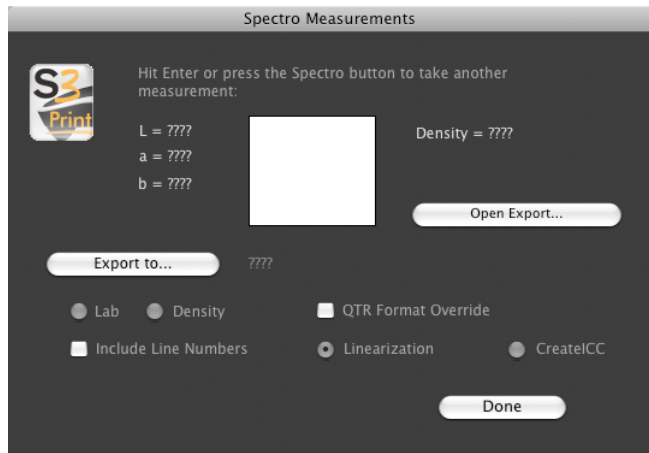 Spectro Measurements
S3
Print
Hit Enter or press the Spectro button to take another
measurement:
L = ????
a = ????
b = ????
Density = ????
Open Export...
Export to...
????
Lab
Density
QTR Format Override
Include Line Numbers
Linearization
CreateICC
Done